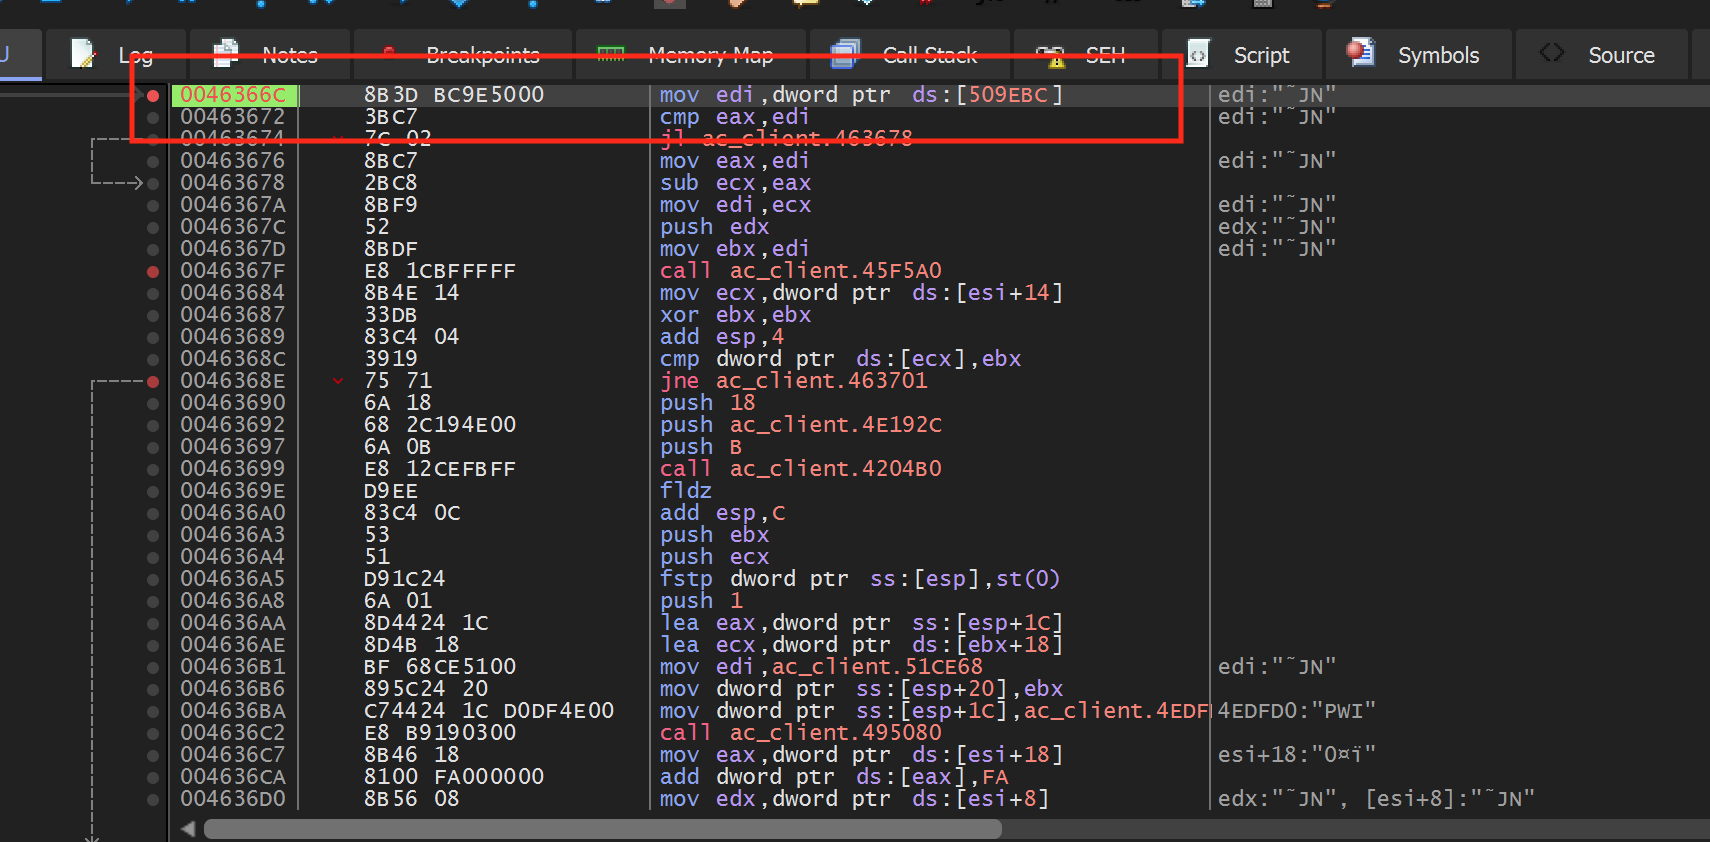 U Log Notes Breakpoints Memory Map Call Stack SEH Script Symbols Source
0046366C 8B3D BC9E5000 mov edi,dword ptr ds:[509EBC] edi:"˜JN"
00463672 3BC7 cmp eax,edi edi:"˜JN"
00463674 7C 02 jl ac_client.463678
00463676 8BC7 mov eax,edi edi:"˜JN"
00463678 2BC8 sub ecx,eax
0046367A 8BF9 mov edi,ecx edi:"˜JN"
0046367C 52 push edx edx:"˜JN"
0046367D 8BDF mov ebx,edi edi:"˜JN"
0046367F E8 1CBFFFFF call ac_client.45F5A0
00463684 8B4E 14 mov ecx,dword ptr ds:[esi+14]
00463687 33DB xor ebx,ebx
00463689 83C4 04 add esp,4
0046368C 3919 cmp dword ptr ds:[ecx],ebx
0046368E 75 71 jne ac_client.463701
00463690 6A 18 push 18
00463692 68 2C194E00 push ac_client.4E192C
00463697 6A 0B push B
00463699 E8 12CEFBFF call ac_client.4204B0
0046369E D9EE fldz
004636A0 83C4 0C add esp,C
004636A3 53 push ebx
004636A4 51 push ecx
004636A5 D91C24 fstp dword ptr ss:[esp],st(0)
004636A8 6A 01 push 1
004636AA 8D4424 1C lea eax,dword ptr ss:[esp+1C]
004636AE 8D4B 18 lea ecx,dword ptr ds:[ebx+18]
004636B1 BF 68CE5100 mov edi,ac_client.51CE68 edi:"˜JN"
004636B6 895C24 20 mov dword ptr ss:[esp+20],ebx
004636BA C74424 1C D0DF4E00 mov dword ptr ss:[esp+1C],ac_client.4EDF 4EDFD0:"PWI"
004636C2 E8 B9190300 call ac_client.495080
004636C7 8B46 18 mov eax,dword ptr ds:[esi+18] esi+18:"0¤ï"
004636CA 8100 FA000000 add dword ptr ds:[eax],FA
004636D0 8B56 08 mov edx,dword ptr ds:[esi+8] edx:"˜JN", [esi+8]:"˜JN"